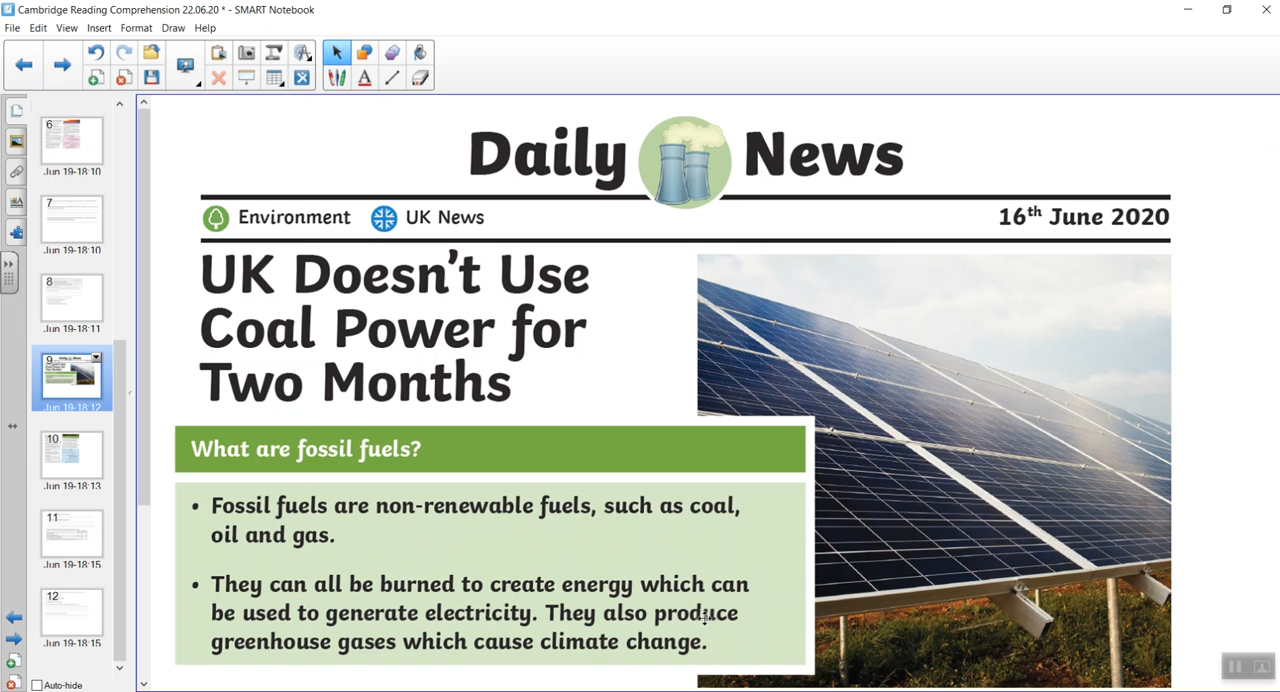 Cambridge Reading Comprehension 22.06.20 * - SMART Notebook
File Edit View Insert Format Draw Help
6
Jun 19-18:10
7
Jun 19-18:10
8
Jun 19-18:11
9
Jun 19-18:12
10
Jun 19-18:13
11
Jun 19-18:15
12
Jun 19-18:15
Auto-hide
Daily News
Environment UK News 16th June 2020
UK Doesn't Use
Coal Power for
Two Months
What are fossil fuels?
• Fossil fuels are non-renewable fuels, such as coal,
oil and gas.
• They can all be burned to create energy which can
be used to generate electricity. They also produce
greenhouse gases which cause climate change.